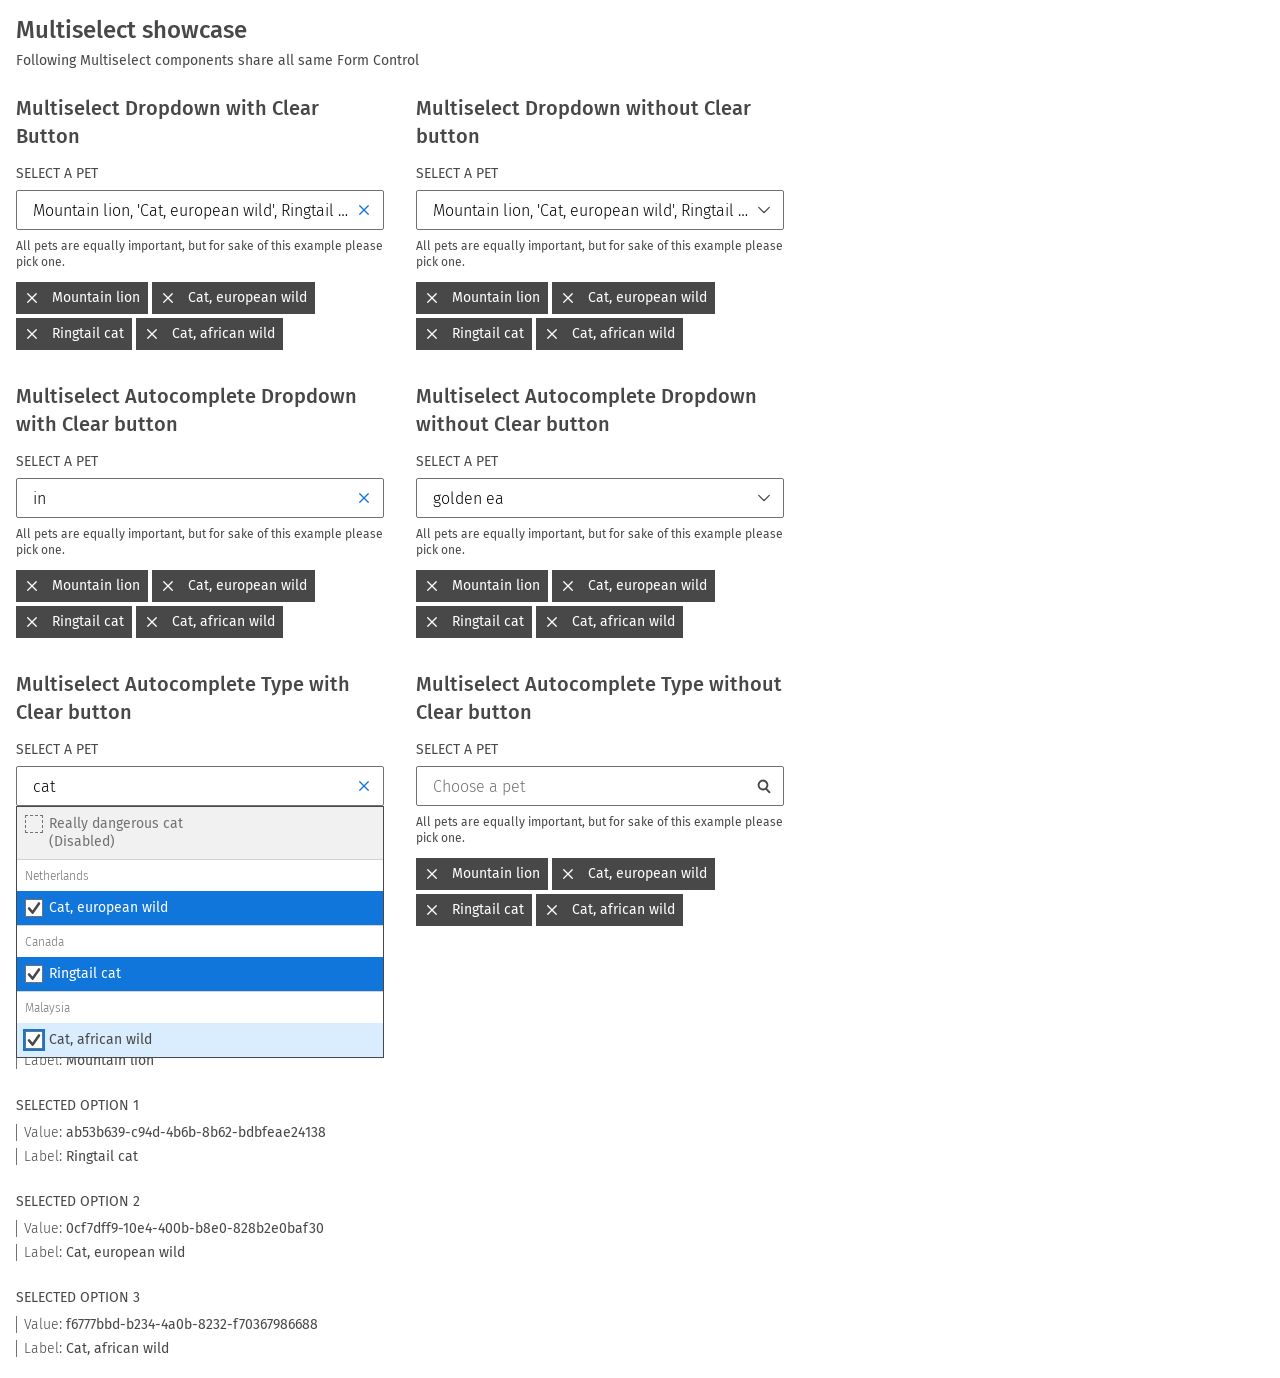 Multiselect showcase
Following Multiselect components share all same Form Control
Multiselect Dropdown with Clear
Button
SELECT A PET
Mountain lion, 'Cat, european wild', Ringtail ...
All pets are equally important, but for sake of this example please
pick one.
Mountain lion
Cat, european wild
Ringtail cat
Cat, african wild
Multiselect Dropdown without Clear
button
SELECT A PET
Mountain lion, 'Cat, european wild', Ringtail ...
All pets are equally important, but for sake of this example please
pick one.
Mountain lion
Cat, european wild
Ringtail cat
Cat, african wild
Multiselect Autocomplete Dropdown
with Clear button
SELECT A PET
in
All pets are equally important, but for sake of this example please
pick one.
Mountain lion
Cat, european wild
Ringtail cat
Cat, african wild
Multiselect Autocomplete Dropdown
without Clear button
SELECT A PET
golden ea
All pets are equally important, but for sake of this example please
pick one.
Mountain lion
Cat, european wild
Ringtail cat
Cat, african wild
Multiselect Autocomplete Type with
Clear button
SELECT A PET
cat
Really dangerous cat
(Disabled)
Netherlands
Cat, european wild
Canada
Ringtail cat
Malaysia
Cat, african wild
Multiselect Autocomplete Type without
Clear button
SELECT A PET
Choose a pet
All pets are equally important, but for sake of this example please
pick one.
Mountain lion
Cat, european wild
Ringtail cat
Cat, african wild
Label: Mountain lion
SELECTED OPTION 1
Value: ab53b639-c94d-4b6b-8b62-bdbfeae24138
Label: Ringtail cat
SELECTED OPTION 2
Value: 0cf7dff9-10e4-400b-b8e0-828b2e0baf30
Label: Cat, european wild
SELECTED OPTION 3
Value: f6777bbd-b234-4a0b-8232-f70367986688
Label: Cat, african wild